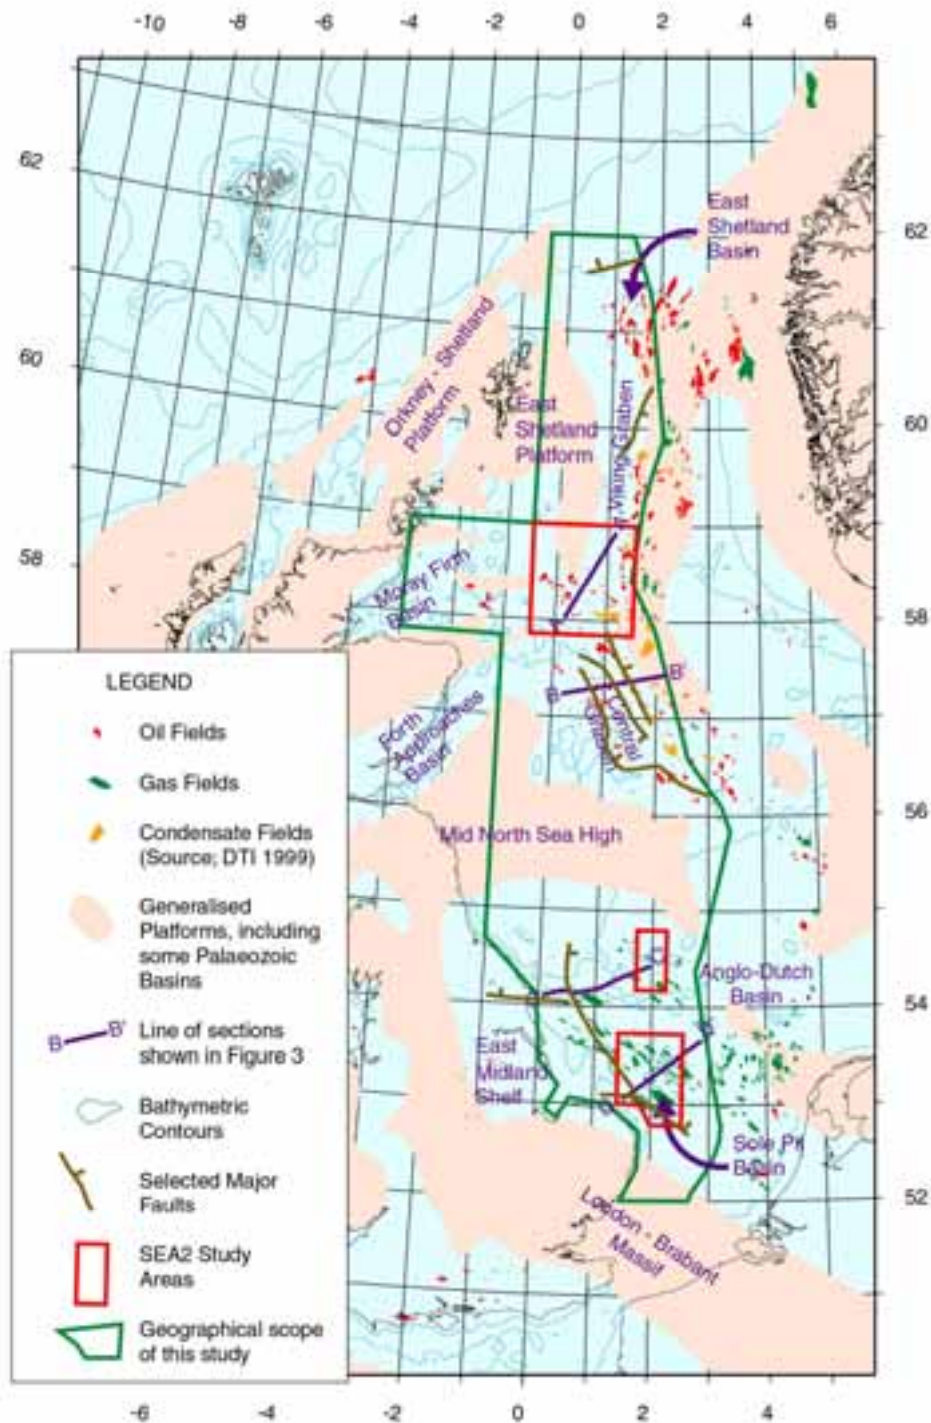 -10 -8 -6 -4 -2 0 2 4 6
62
60
58
62
60
58
56
54
52
East
Shetland
Basin
Orkney - Shetland
Platform
East
Shetland
Platform
Viking Graben
Moray Firth
Basin
B B'
Central
Graben
Forth
Approaches
Basin
Mid North Sea High
Anglo-Dutch
Basin
East
Midland
Shelf
Sole Pit
Basin
London - Brabant
Massif
LEGEND
Oil Fields
Gas Fields
Condensate Fields
(Source; DTI 1999)
Generalised
Platforms, including
some Palaeozoic
Basins
B B'
Line of sections
shown in Figure 3
Bathymetric
Contours
Selected Major
Faults
SEA2 Study
Areas
Geographical scope
of this study
-6 -4 -2 0 2 4